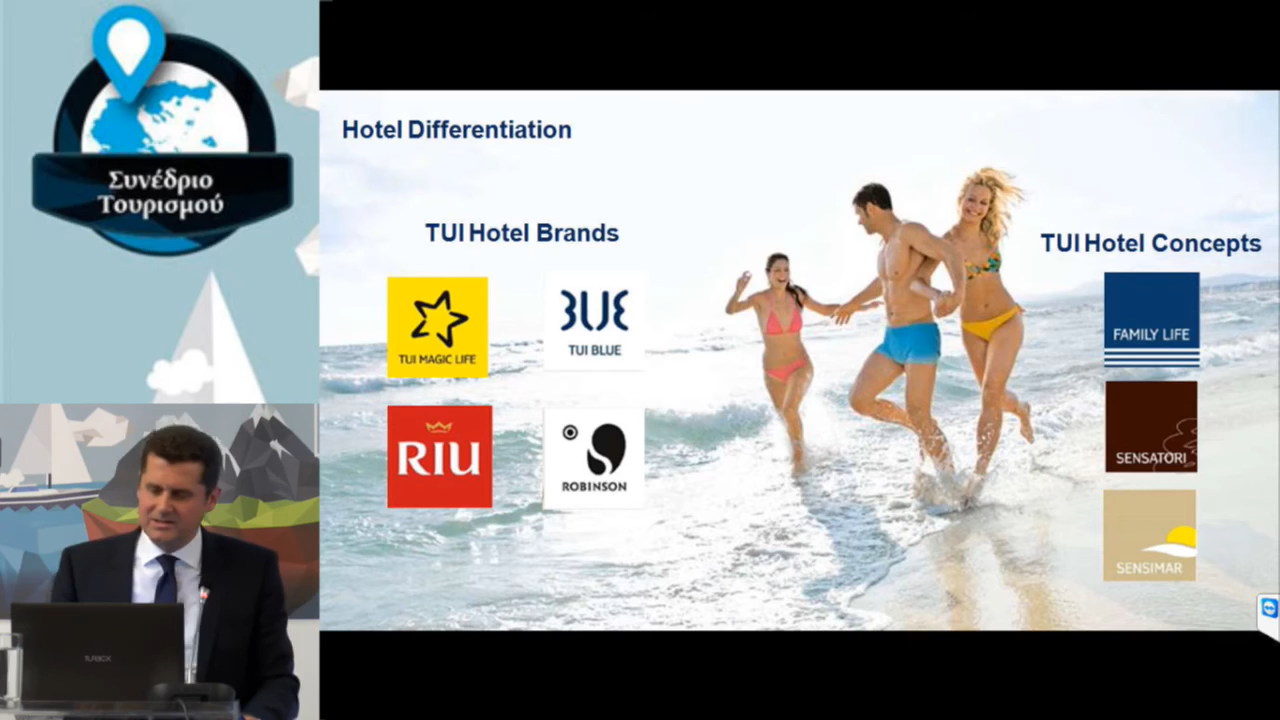 Συνέδριο
Τουρισμού
Hotel Differentiation
TUI Hotel Brands
TUI Hotel Concepts
TUI MAGIC LIFE
BLUE
TUI BLUE
FAMILY LIFE
RIU
ROBINSON
SENSATORI
SENSIMAR